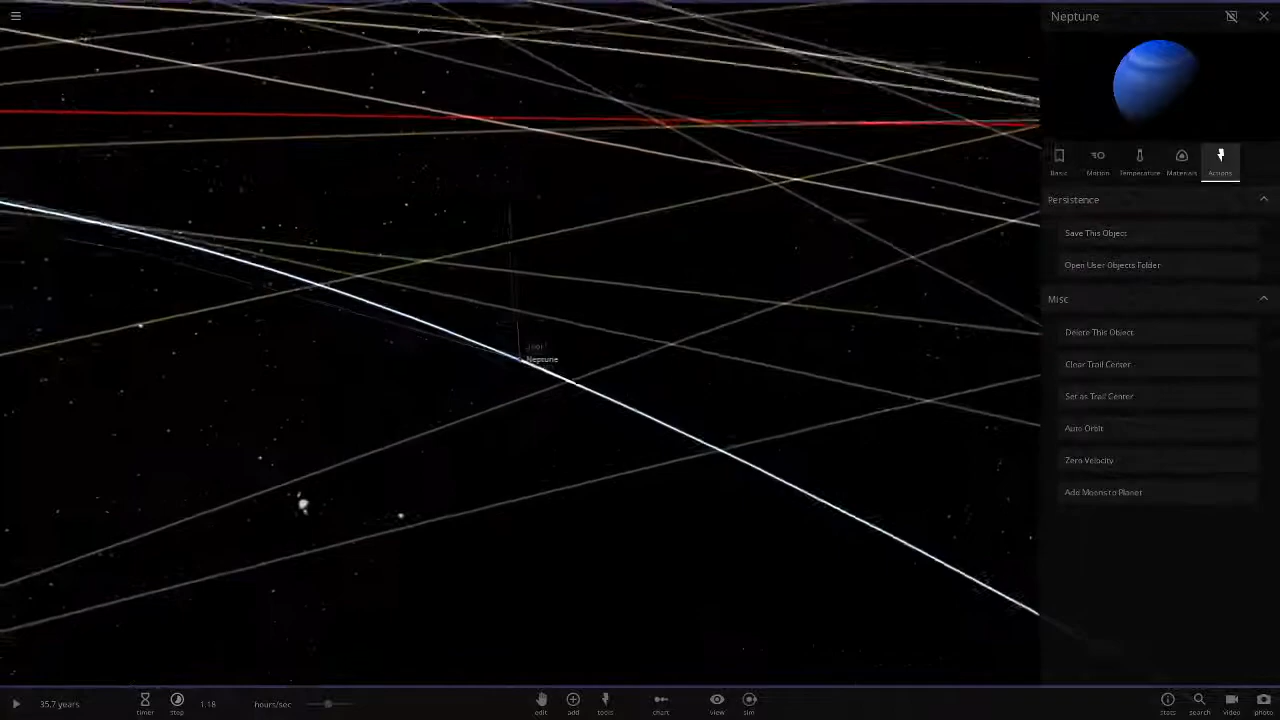 Neptune
Basic Motion Temperature Materials Actions
Persistence
Save This Object
Open User Objects Folder
Misc
Delete This Object
Neptune
Clear Trail Center
Set as Trail Center
Auto Orbit
Zero Velocity
Add Moons to Planet
35.7 years
timer
step
1.18
hours/sec
edit
add
tools
chart
view
sim
stats
search
video
photo